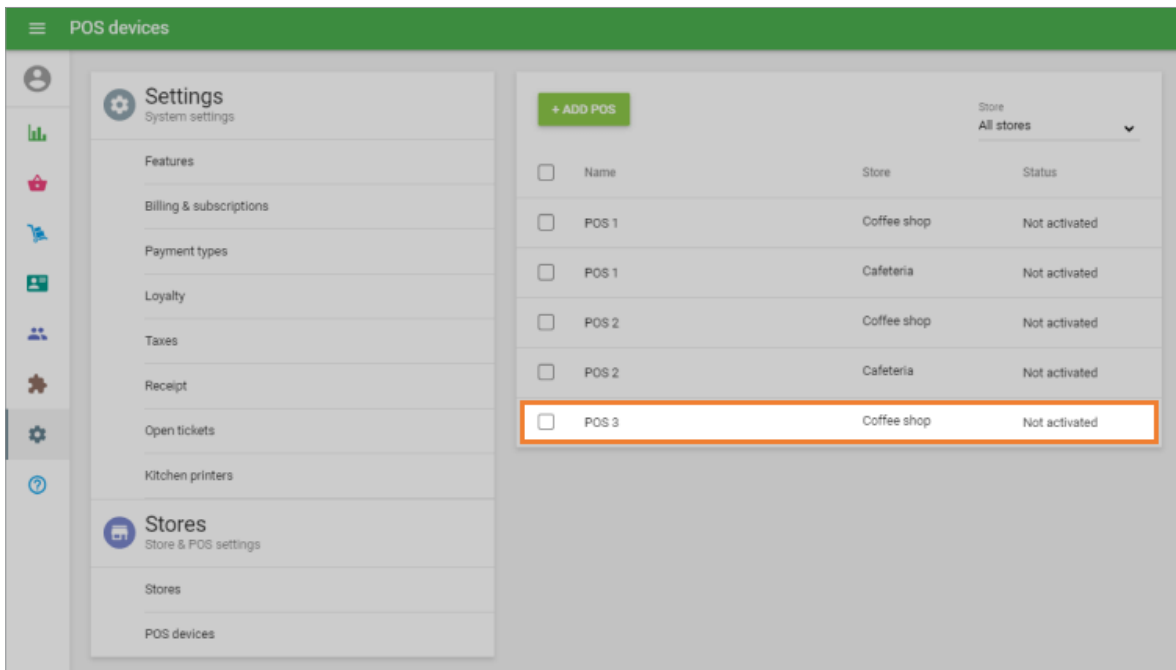 POS devices
Settings
System settings
Features
Billing & subscriptions
Payment types
Loyalty
Taxes
Receipt
Open tickets
Kitchen printers
Stores
Store & POS settings
Stores
POS devices
+ ADD POS
Store
All stores
Name Store Status
POS 1 Coffee shop Not activated
POS 1 Cafeteria Not activated
POS 2 Coffee shop Not activated
POS 2 Cafeteria Not activated
POS 3 Coffee shop Not activated